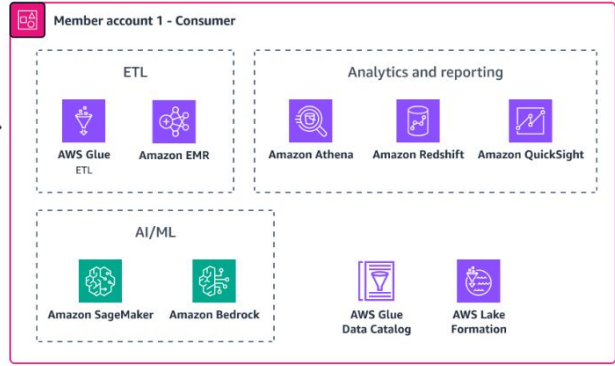 Member account 1 - Consumer
ETL
AWS Glue
ETL
Amazon EMR
Analytics and reporting
Amazon Athena
Amazon Redshift
Amazon QuickSight
AI/ML
Amazon SageMaker
Amazon Bedrock
AWS Glue
Data Catalog
AWS Lake
Formation